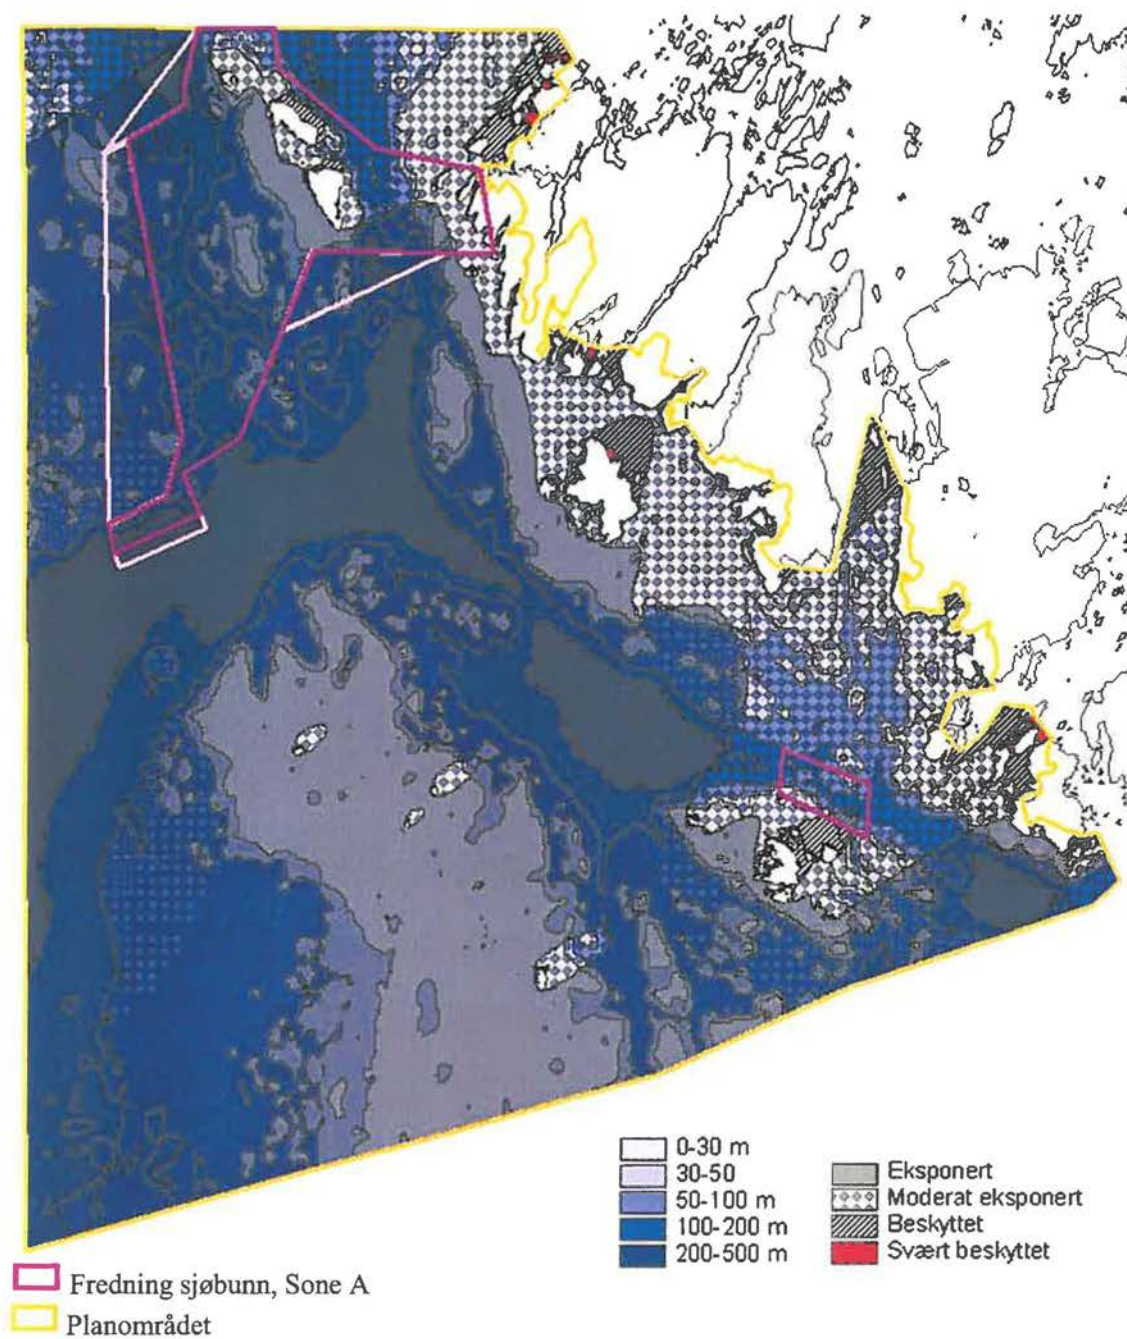 0-30 m
30-50
50-100 m
100-200 m
200-500 m
Eksponert
Moderat eksponert
Beskyttet
Svært beskyttet
Fredning sjøbunn, Sone A
Planområdet